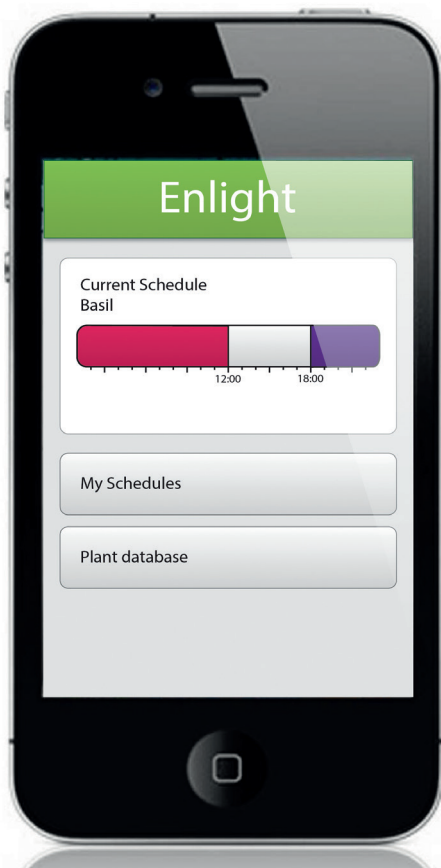 Enlight
Current Schedule
Basil
12:00 18:00
My Schedules
Plant database